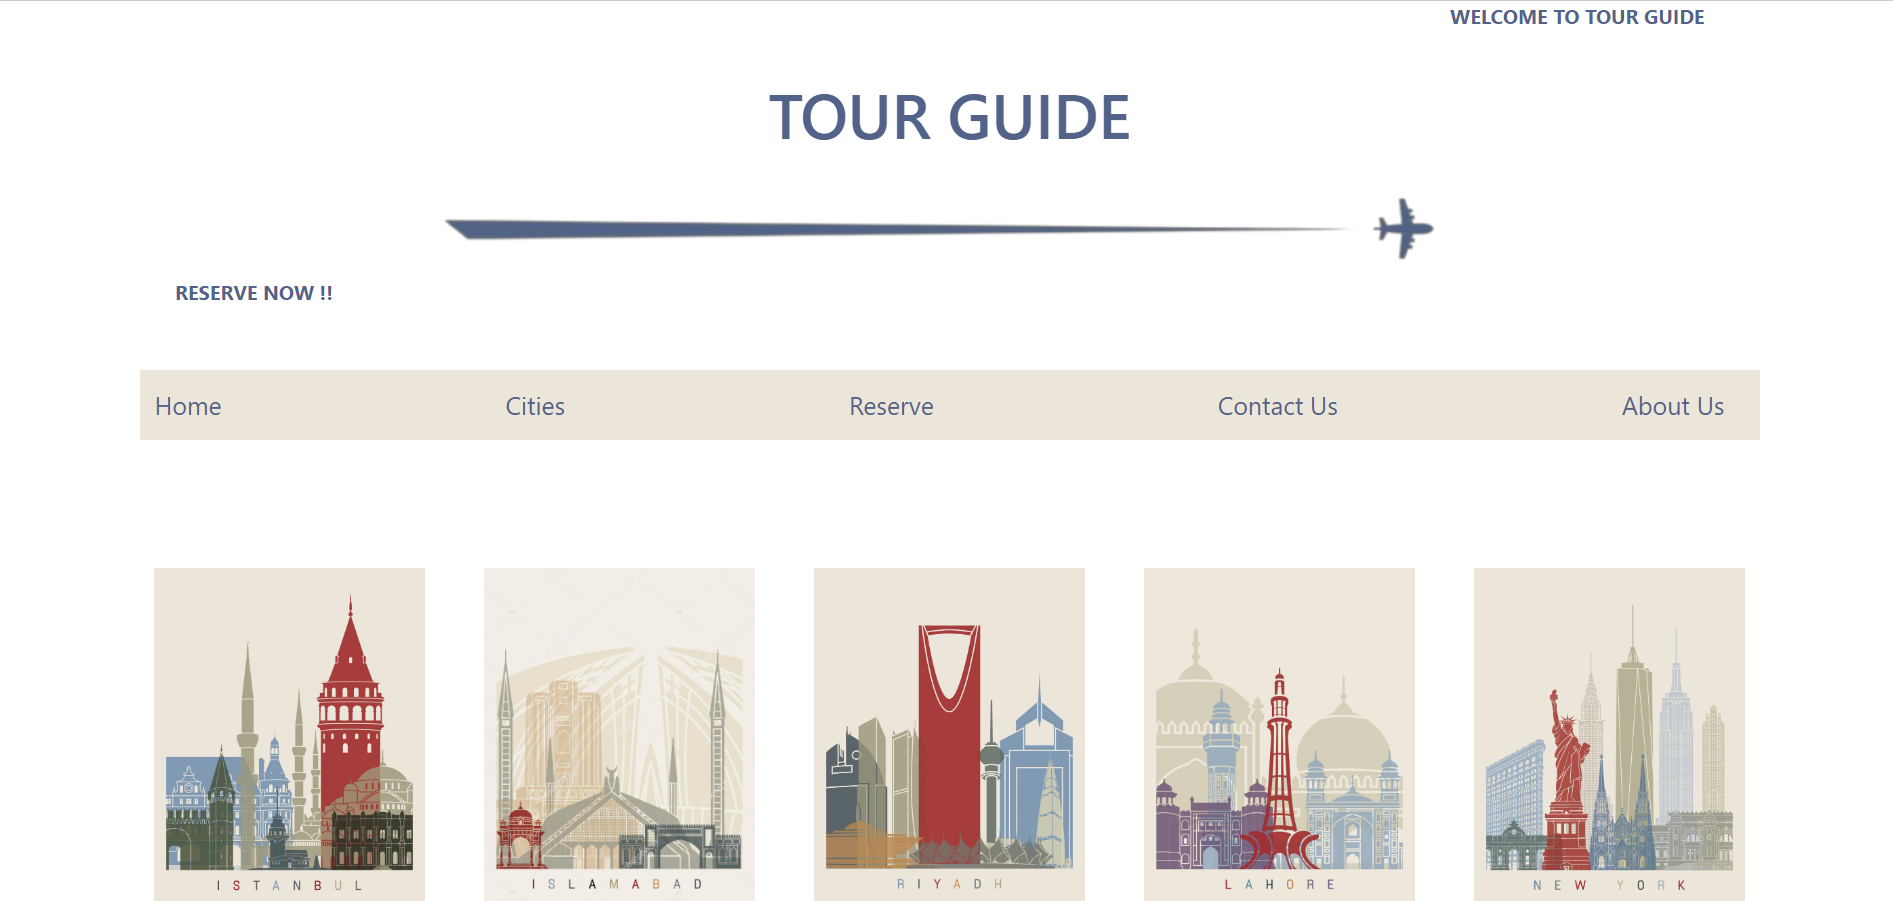 WELCOME TO TOUR GUIDE
TOUR GUIDE
RESERVE NOW !!
Home Cities Reserve Contact Us About Us
ISTANBUL ISLAMABAD RIYADH LAHORE NEW YORK